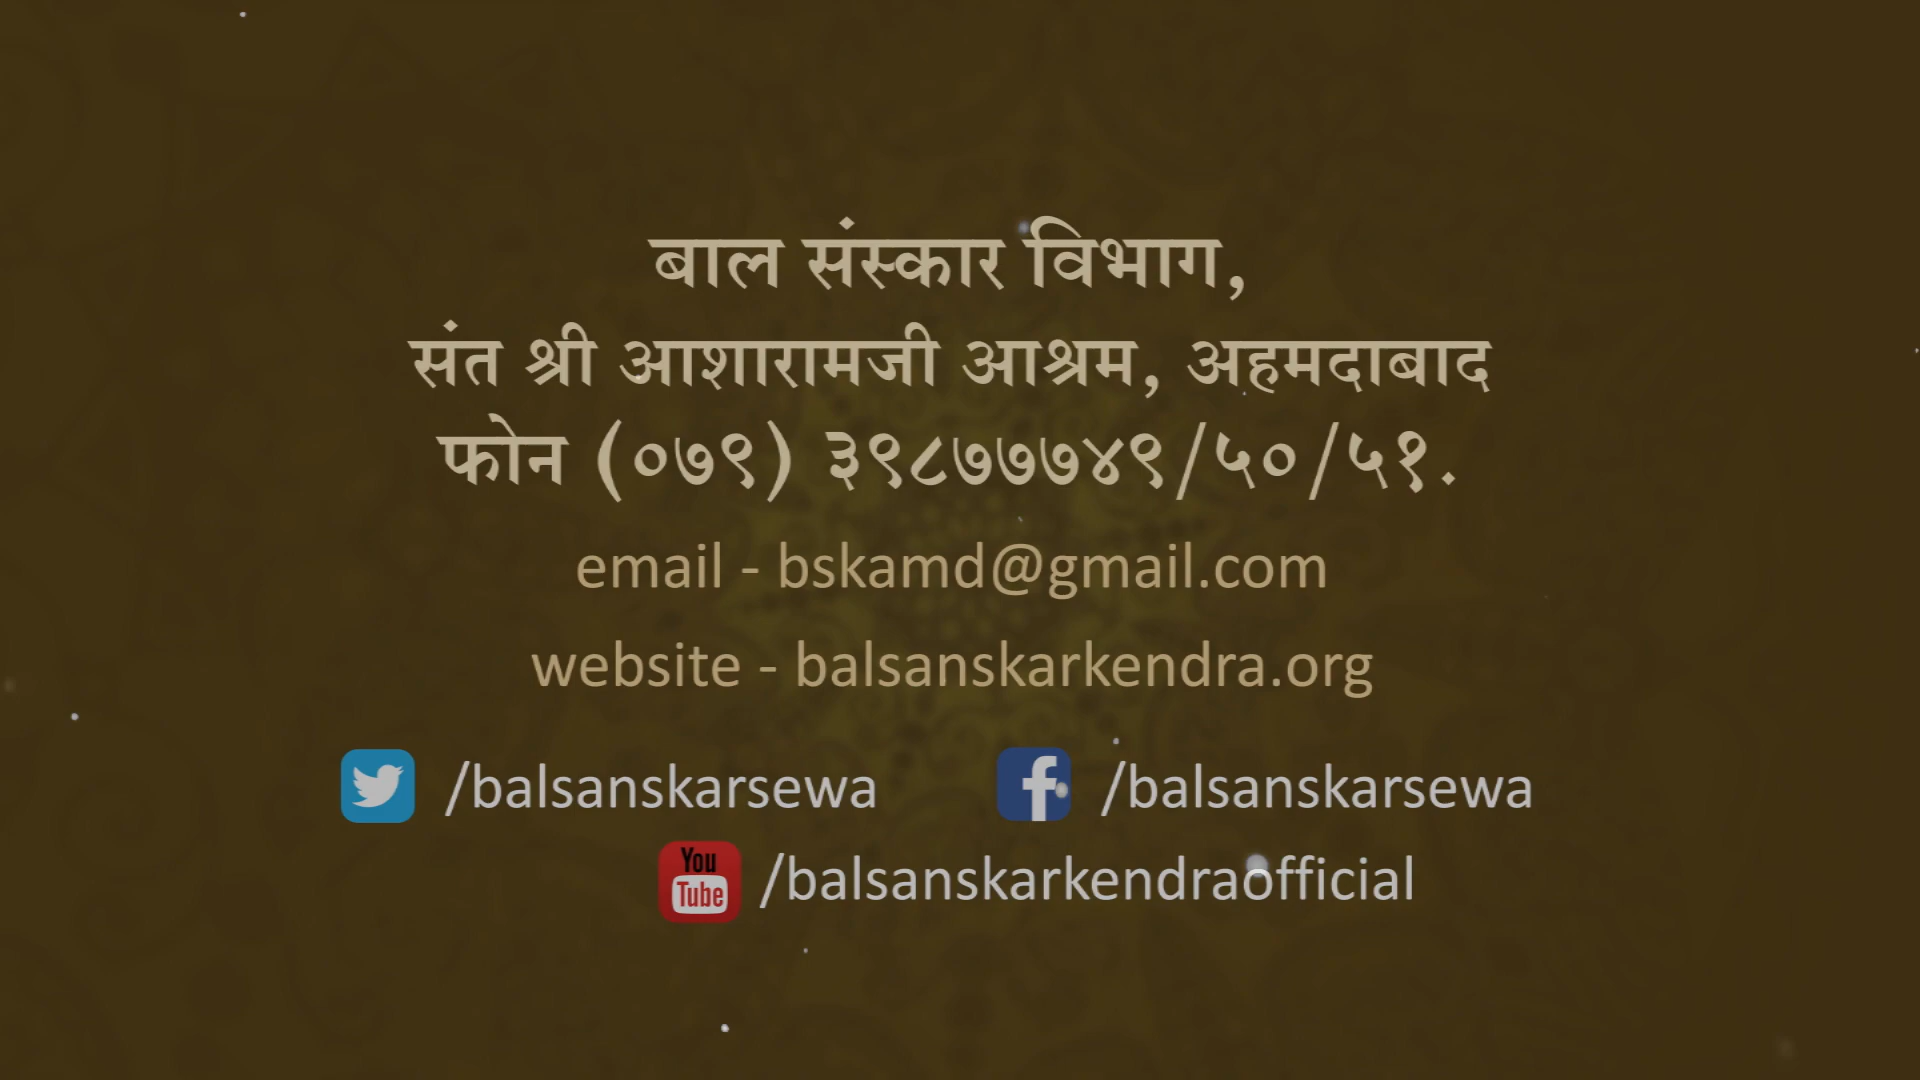 बाल संस्कार विभाग,
संत श्री आशारामजी आश्रम, अहमदाबाद
फोन (०७९) ३९८७७७४९/५०/५१.
email - bskamd@gmail.com
website - balsanskarkendra.org
/balsanskarsewa /balsanskarsewa
You Tube /balsanskarkendraofficial